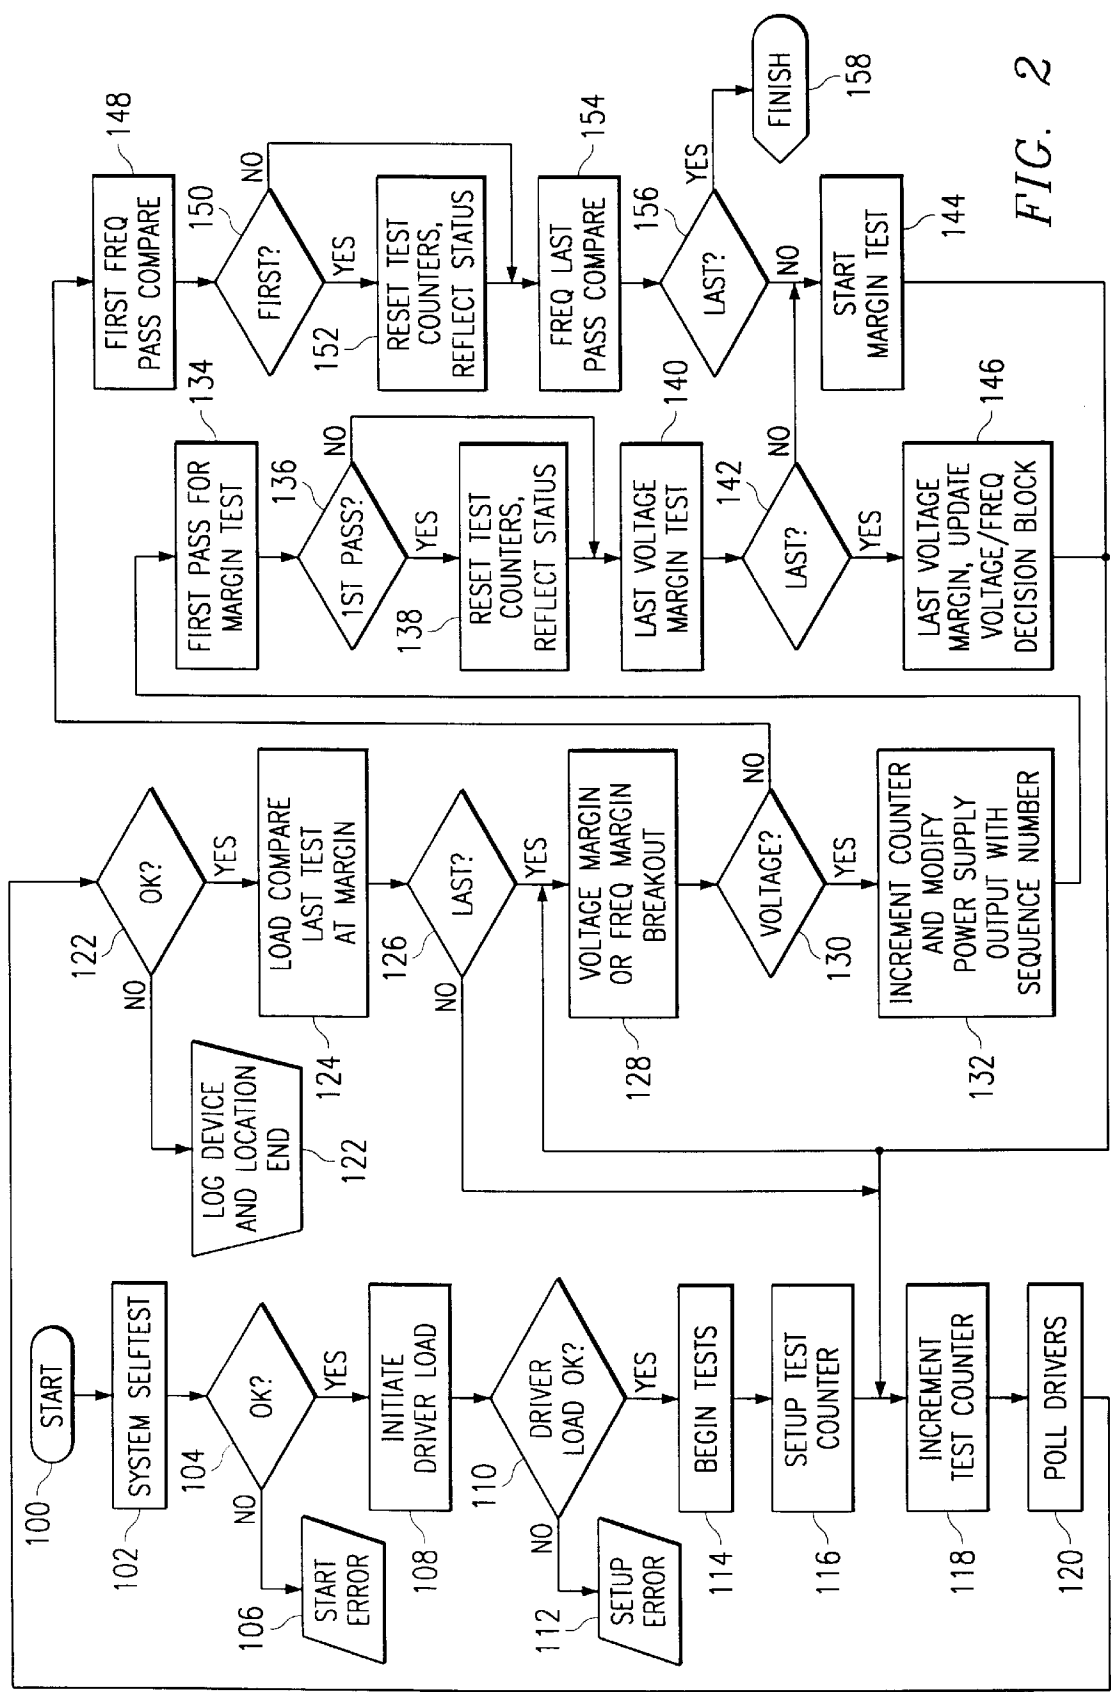 100
START
102
SYSTEM SELFTEST
104
OK?
NO
YES
106
START
ERROR
108
INITIATE
DRIVER LOAD
110
DRIVER
LOAD OK?
NO
YES
112
SETUP
ERROR
114
BEGIN TESTS
116
SETUP TEST
COUNTER
118
INCREMENT
TEST COUNTER
120
POLL DRIVERS
122
OK?
NO
YES
LOG DEVICE
AND LOCATION
END
122
124
LOAD COMPARE
LAST TEST
AT MARGIN
126
LAST?
NO
YES
128
VOLTAGE MARGIN
OR FREQ MARGIN
BREAKOUT
130
VOLTAGE?
NO
YES
132
INCREMENT COUNTER
AND MODIFY
POWER SUPPLY
OUTPUT WITH
SEQUENCE NUMBER
134
FIRST PASS FOR
MARGIN TEST
136
1ST PASS?
NO
YES
138
RESET TEST
COUNTERS,
REFLECT STATUS
140
LAST VOLTAGE
MARGIN TEST
142
LAST?
NO
YES
146
LAST VOLTAGE
MARGIN, UPDATE
VOLTAGE/FREQ
DECISION BLOCK
148
FIRST FREQ
PASS COMPARE
150
FIRST?
NO
YES
152
RESET TEST
COUNTERS,
REFLECT STATUS
154
FREQ LAST
PASS COMPARE
156
LAST?
YES
NO
FINISH
158
START
MARGIN TEST
144
FIG. 2